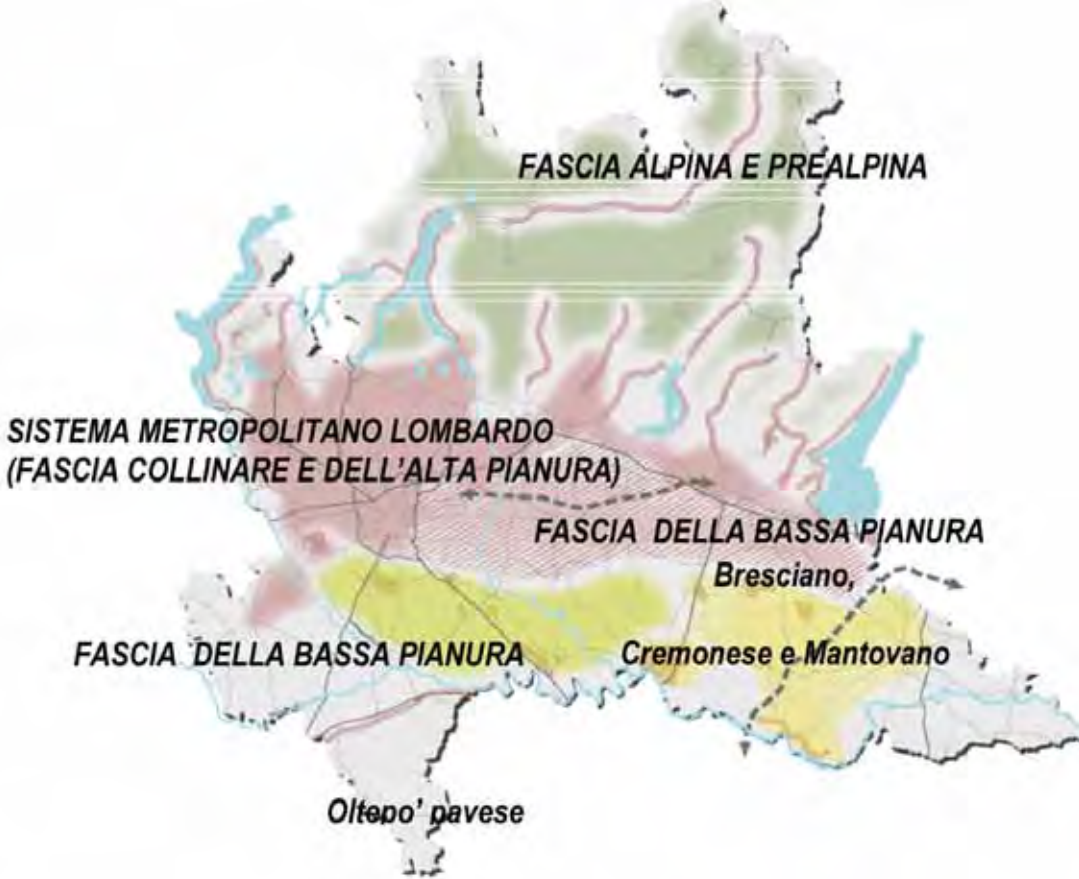 FASCIA ALPINA E PREALPINA
SISTEMA METROPOLITANO LOMBARDO
(FASCIA COLLINARE E DELL'ALTA PIANURA)
FASCIA DELLA BASSA PIANURA
Bresciano,
FASCIA DELLA BASSA PIANURA
Cremonese e Mantovano
Oltepo' pavese